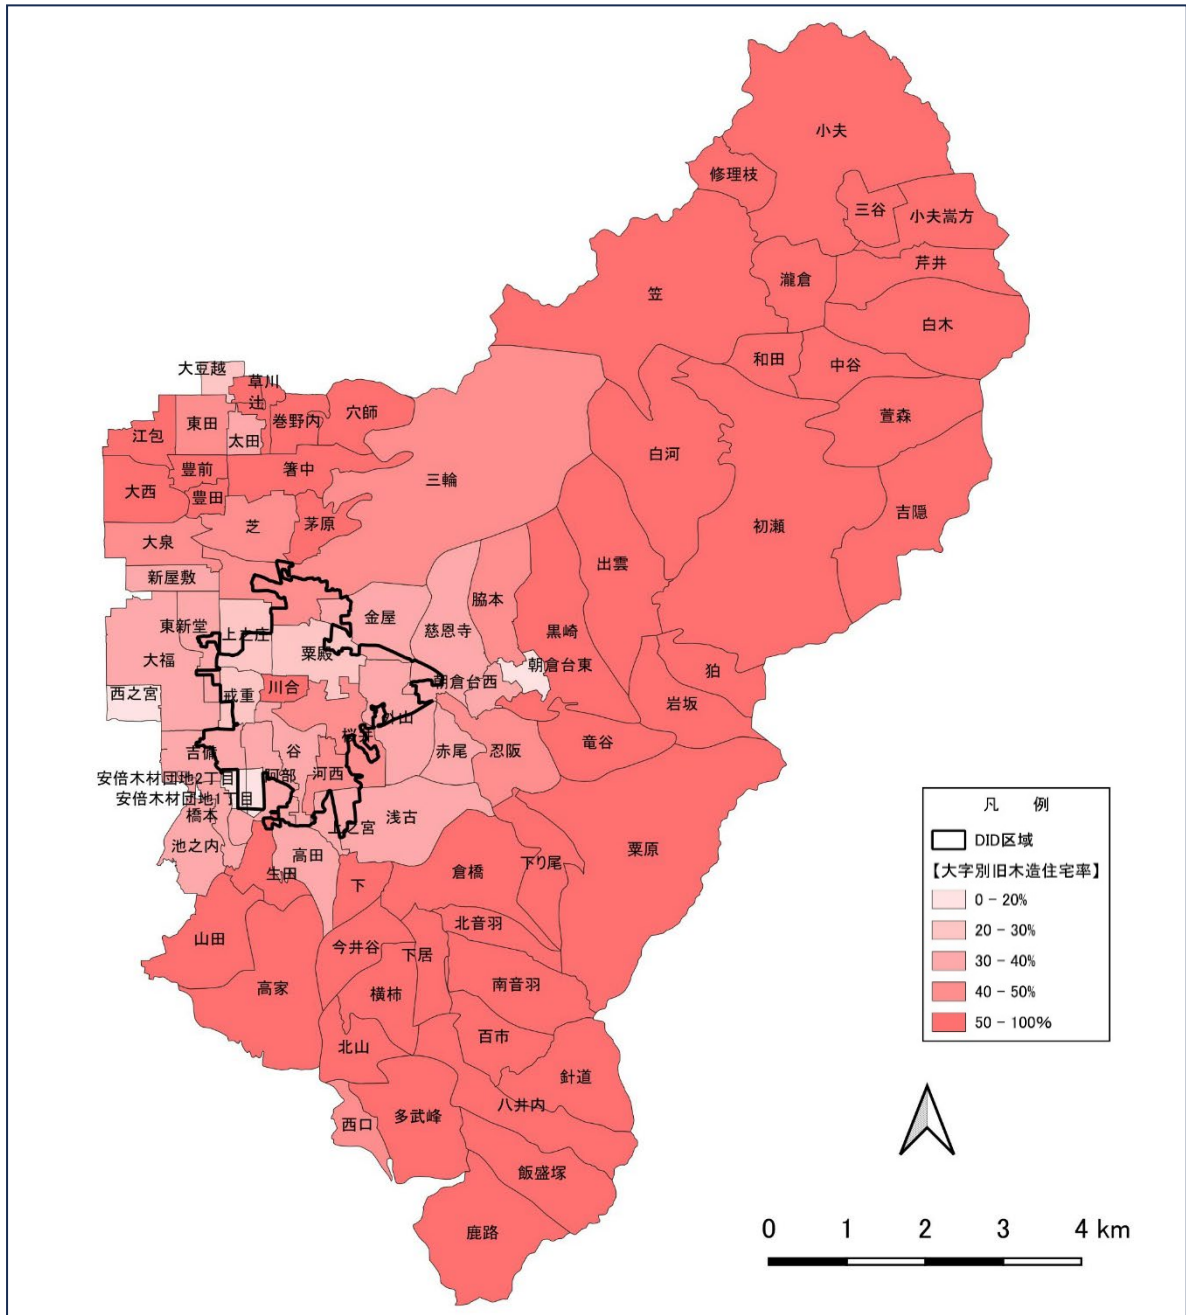 小夫
修理枝
三谷
小夫嵩方
芹井
瀧倉
笠
白木
和田
中谷
大豆越
草川
辻
穴師
萱森
東田
巻野内
江包
太田
白河
豊前
箸中
三輪
大西
豊田
吉隠
茅原
芝
初瀬
大泉
出雲
新屋敷
脇本
金屋
慈恩寺
東新堂
上之庄
黒崎
粟殿
大福
朝倉台東
狛
朝倉台西
西之宮
戒重
川合
岩坂
外山
桜井
竜谷
吉備
谷
赤尾
忍阪
安倍木材団地2丁目
阿部
河西
安倍木材団地1丁目
橋本
浅古
上之宮
池之内
粟原
高田
生田
下
倉橋
下り尾
北音羽
山田
今井谷
下居
高家
横柿
南音羽
百市
北山
針道
八井内
多武峰
西口
飯盛塚
鹿路
凡 例
DID区域
【大字別旧木造住宅率】
0 - 20%
20 - 30%
30 - 40%
40 - 50%
50 - 100%
0 1 2 3 4 km